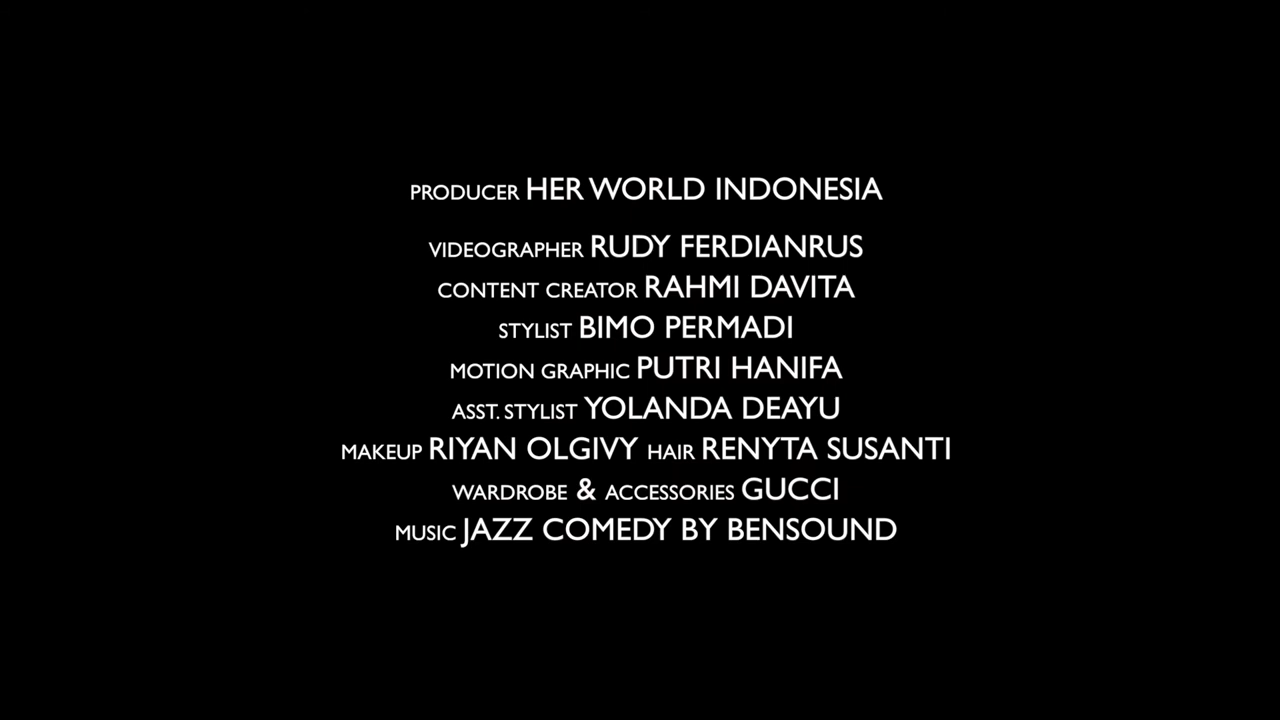 PRODUCER HER WORLD INDONESIA
VIDEOGRAPHER RUDY FERDIANRUS
CONTENT CREATOR RAHMI DAVITA
STYLIST BIMO PERMADI
MOTION GRAPHIC PUTRI HANIFA
ASST. STYLIST YOLANDA DEAYU
MAKEUP RIYAN OLGIVY HAIR RENYTA SUSANTI
WARDROBE & ACCESSORIES GUCCI
MUSIC JAZZ COMEDY BY BENSOUND